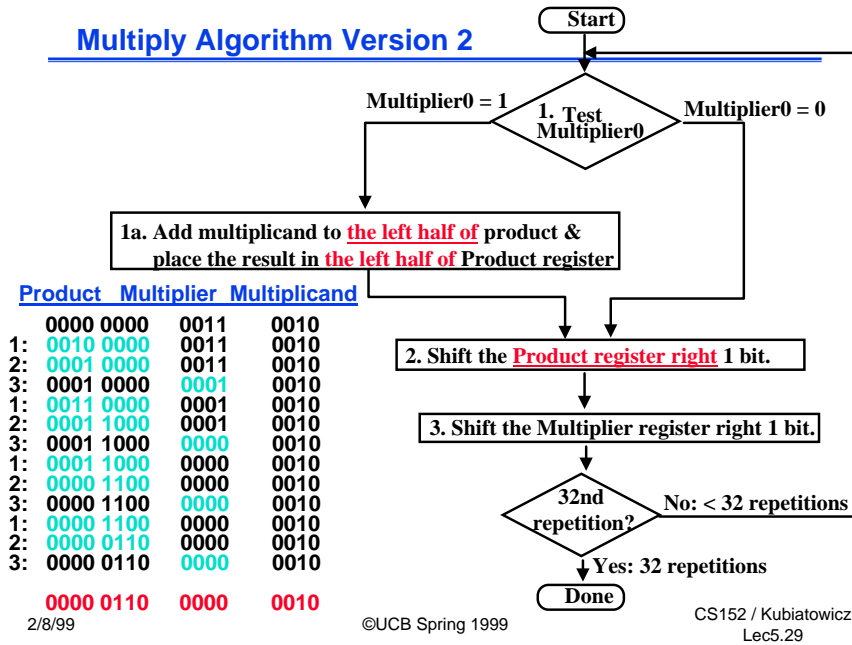 Multiply Algorithm Version 2
Start
Multiplier0 = 1
1. Test
Multiplier0
Multiplier0 = 0
1a. Add multiplicand to the left half of product &
place the result in the left half of Product register
Product Multiplier Multiplicand
0000 0000 0011 0010
1: 0010 0000 0011 0010
2: 0001 0000 0011 0010
3: 0001 0000 0001 0010
1: 0011 0000 0001 0010
2: 0001 1000 0001 0010
3: 0001 1000 0000 0010
1: 0001 1000 0000 0010
2: 0000 1100 0000 0010
3: 0000 1100 0000 0010
1: 0000 1100 0000 0010
2: 0000 0110 0000 0010
3: 0000 0110 0000 0010
0000 0110 0000 0010
2. Shift the Product register right 1 bit.
3. Shift the Multiplier register right 1 bit.
32nd
repetition?
No: < 32 repetitions
Yes: 32 repetitions
Done
2/8/99
©UCB Spring 1999
CS152 / Kubiatowicz
Lec5.29